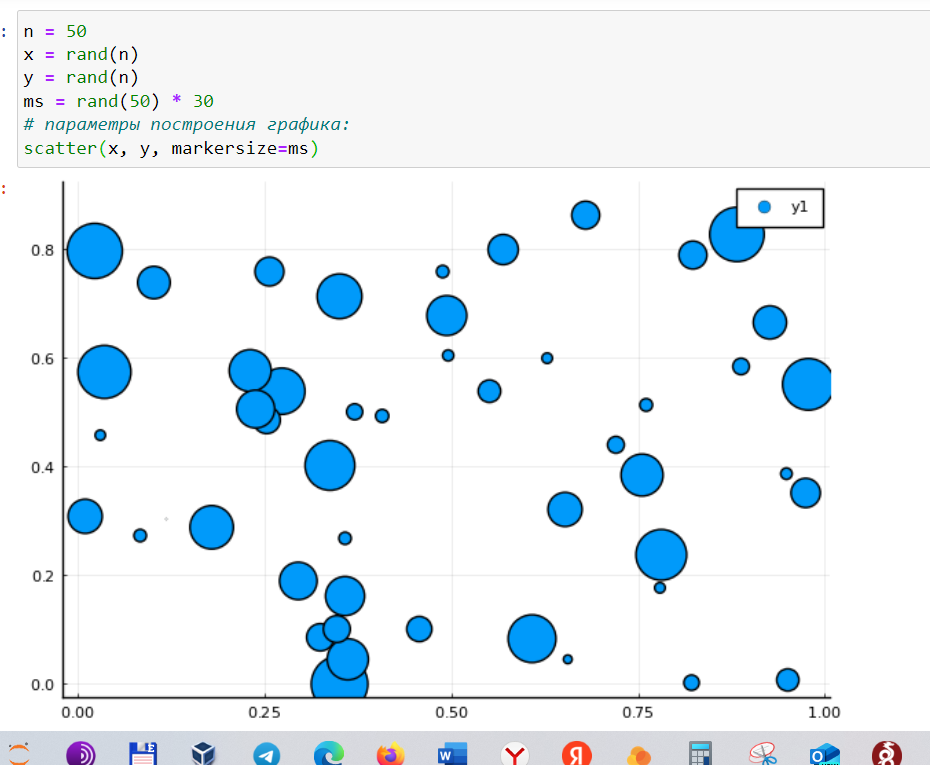 : n = 50
x = rand(n)
y = rand(n)
ms = rand(50) * 30
# параметры построения графика:
scatter(x, y, markersize=ms)
:
y1
0.8
0.6
0.4
0.2
0.0
0.00 0.25 0.50 0.75 1.00
W Y Я O